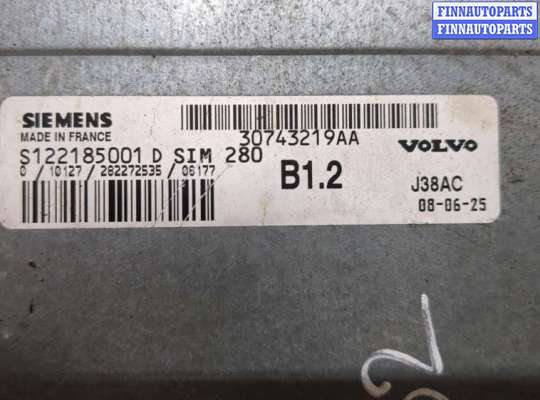 FINNAUTOPARTS
FINNAUTOPARTS
SIEMENS
MADE IN FRANCE
30743219AA
VOLVO
S122185001 D SIM 280
0 / 10127 / 282272535 / 06177
B1.2
J38AC
08-06-25